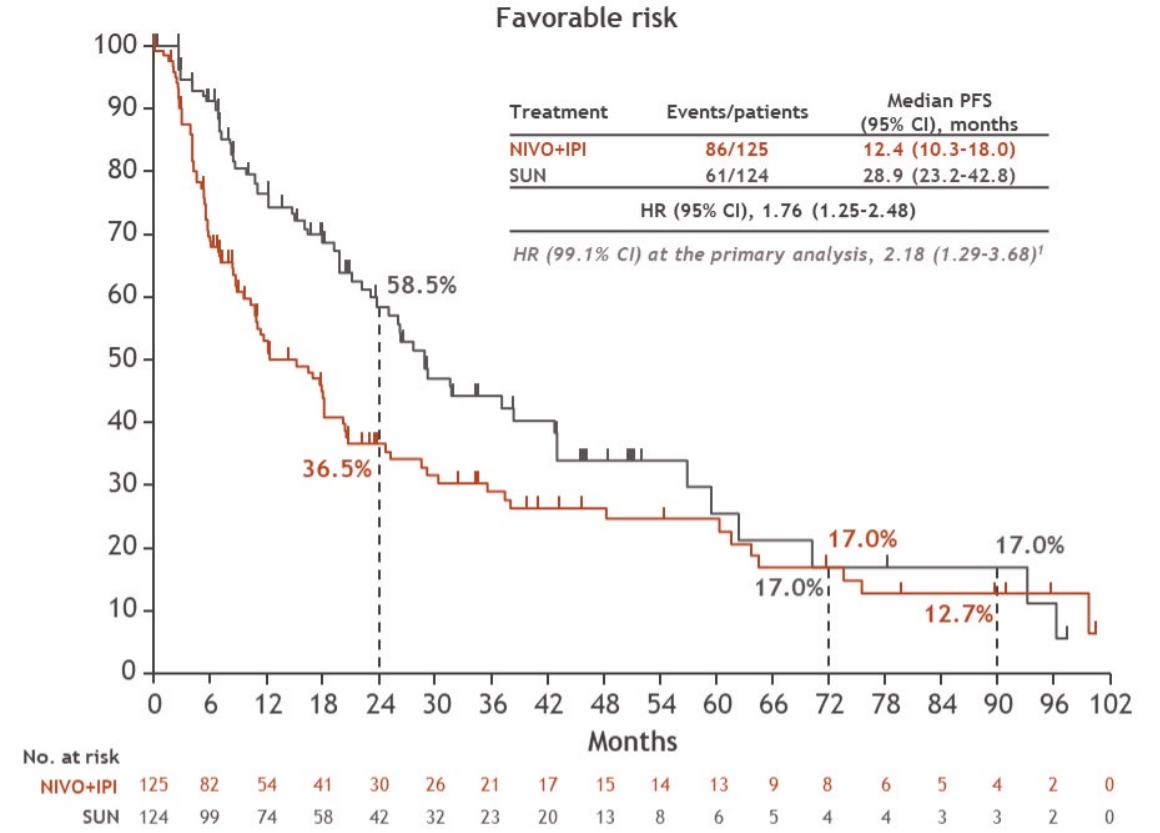 Favorable risk
Treatment Events/patients Median PFS (95% CI), months
NIVO+IPI 86/125 12.4 (10.3-18.0)
SUN 61/124 28.9 (23.2-42.8)
HR (95% CI), 1.76 (1.25-2.48)
HR (99.1% CI) at the primary analysis, 2.18 (1.29-3.68)¹
100
90
80
70
60
50
40
30
20
10
0
58.5%
36.5%
17.0%
17.0%
17.0%
12.7%
0 6 12 18 24 30 36 42 48 54 60 66 72 78 84 90 96 102
Months
No. at risk
NIVO+IPI 125 82 54 41 30 26 21 17 15 14 13 9 8 6 5 4 2 0
SUN 124 99 74 58 42 32 23 20 13 8 6 5 4 4 3 3 2 0